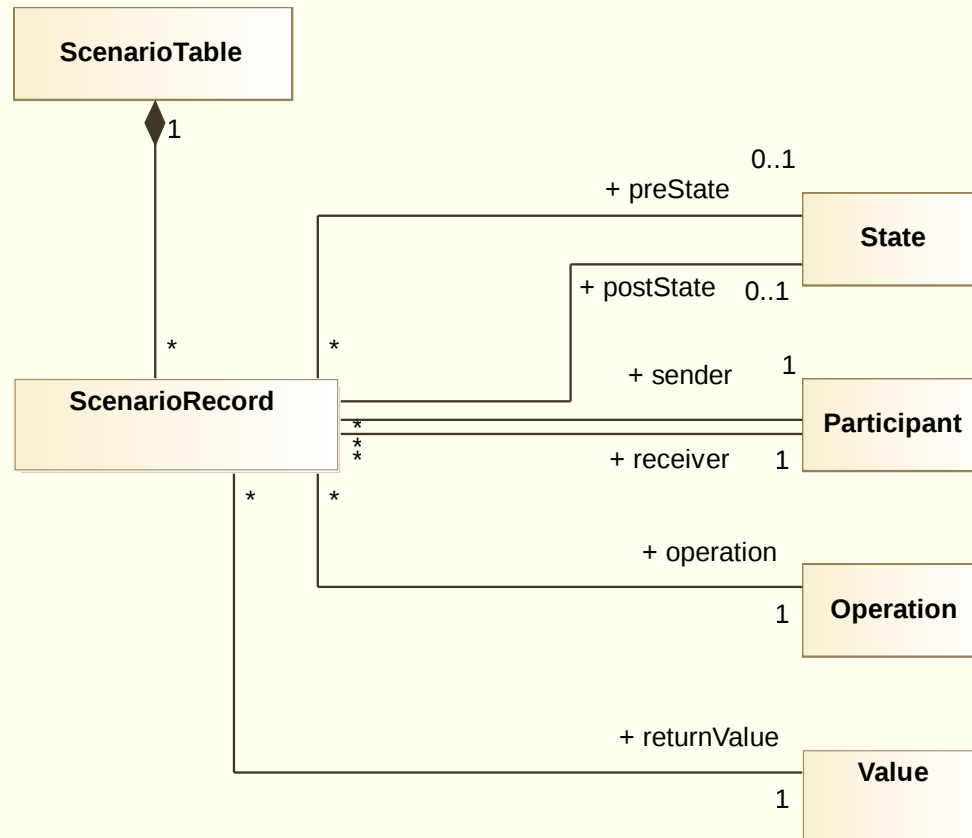 ScenarioTable
1
0..1
+ preState
State
+ postState
0..1
*
*
1
+ sender
ScenarioRecord
Participant
*
*
*
+ receiver
1
*
*
+ operation
Operation
1
+ returnValue
Value
1